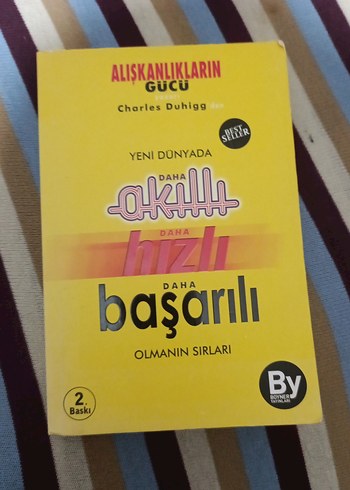 ALIŞKANLIKLARIN
GÜCÜ
yazarı
Charles Duhigg'den
BEST
SELLER
YENİ DÜNYADA
DAHA
akıllı
DAHA
hızlı
DAHA
başarılı
OLMANIN SIRLARI
2.
Baskı
By
BOYNER
YAYINLARI